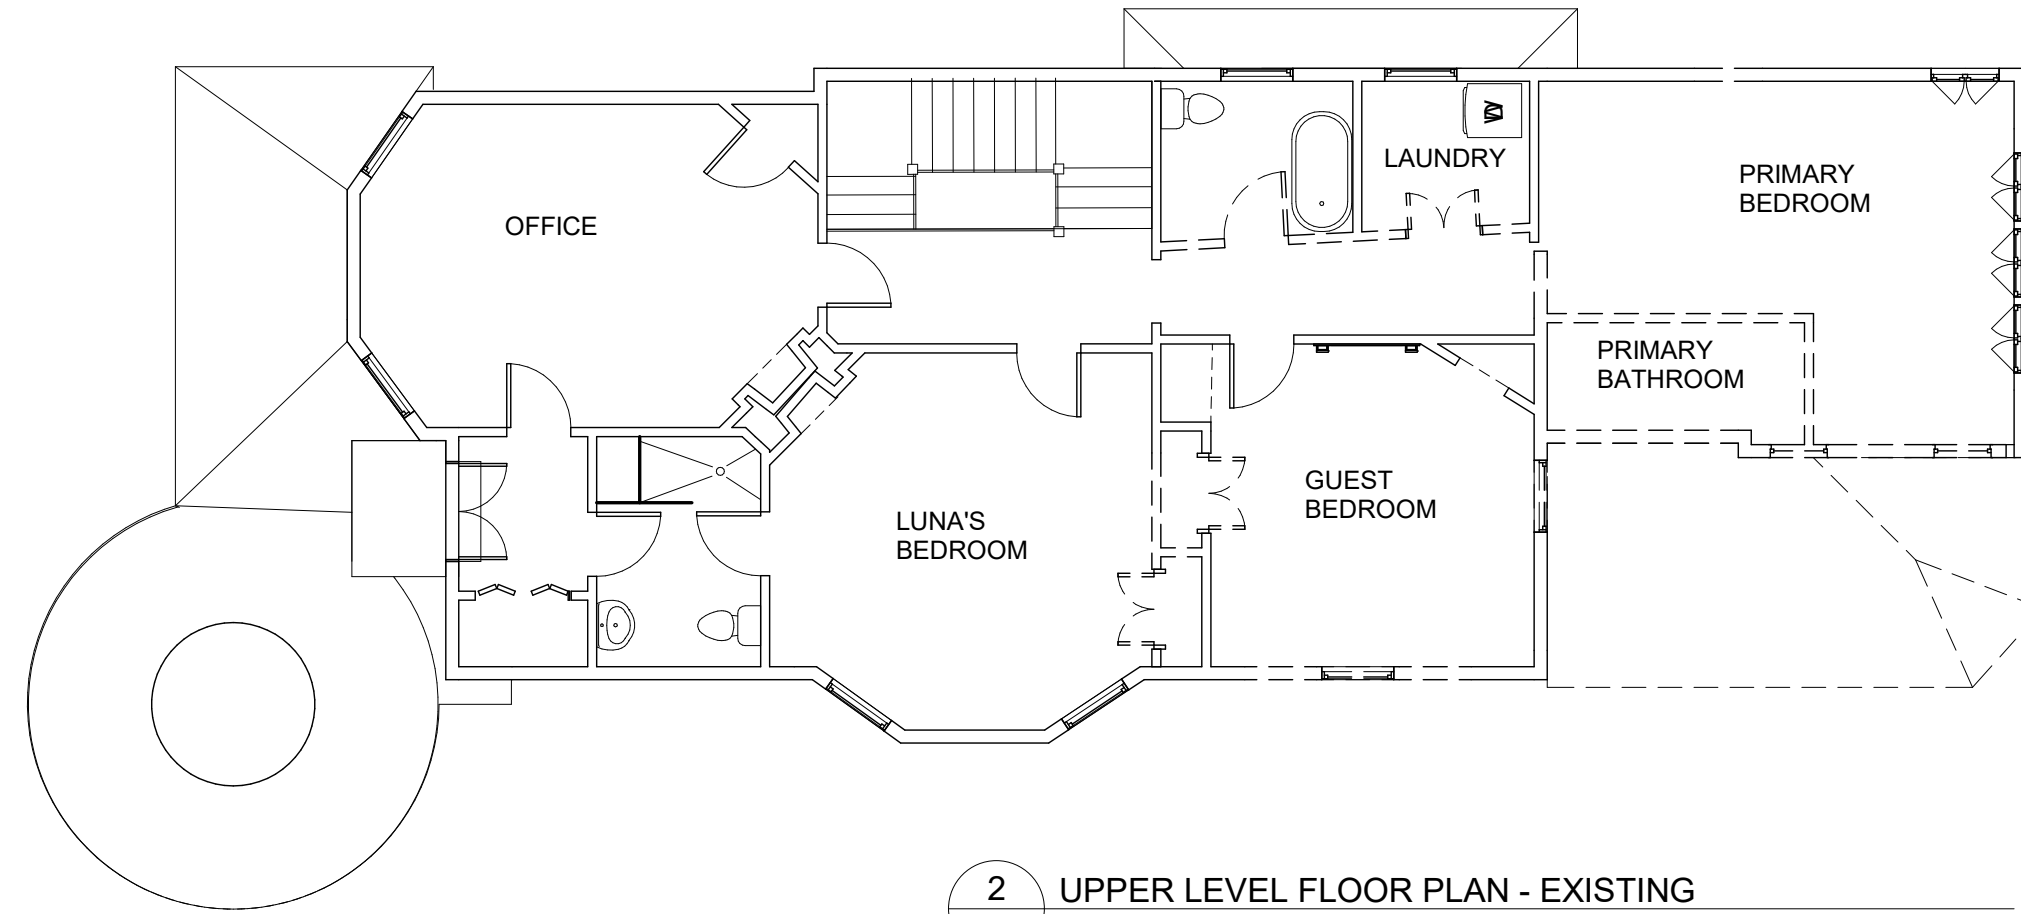 OFFICE
LAUNDRY
W/D
PRIMARY
BEDROOM
PRIMARY
BATHROOM
LUNA'S
BEDROOM
GUEST
BEDROOM
2 UPPER LEVEL FLOOR PLAN - EXISTING